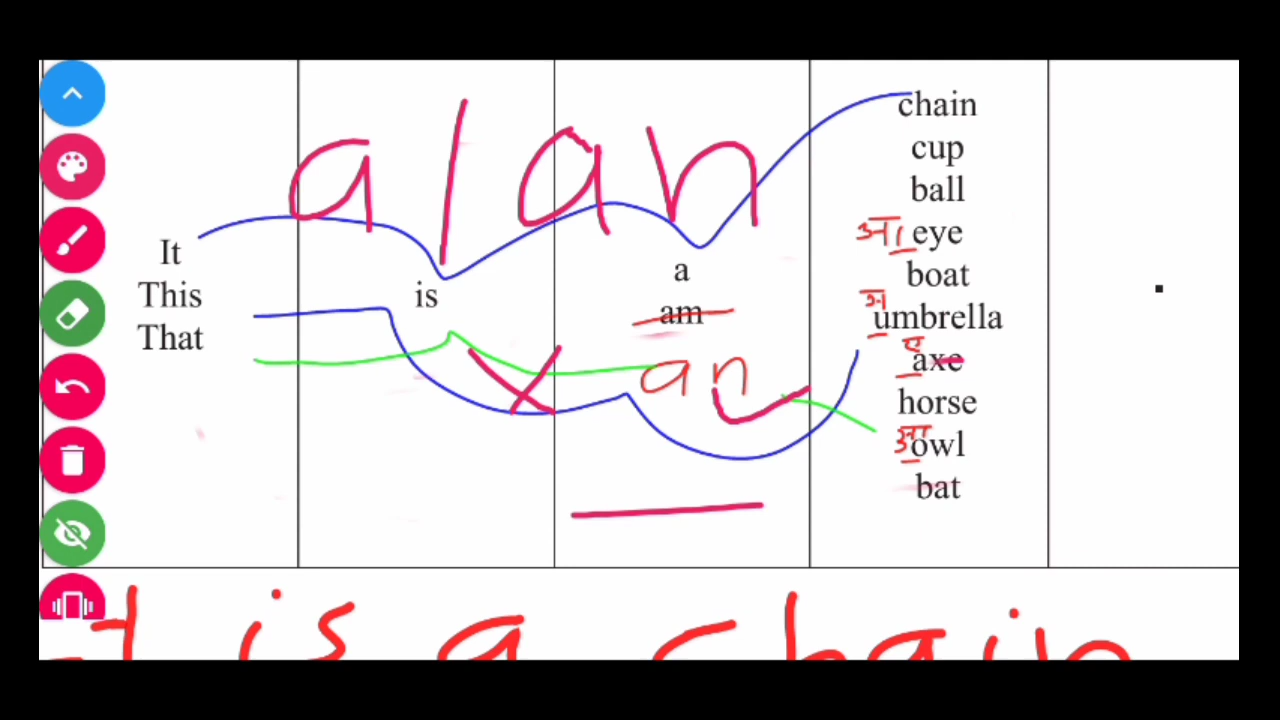 a/an
It
This
That
is
a
am
an
chain
cup
ball
आ eye
boat
अ umbrella
ए axe
horse
आ owl
bat
It is a chain